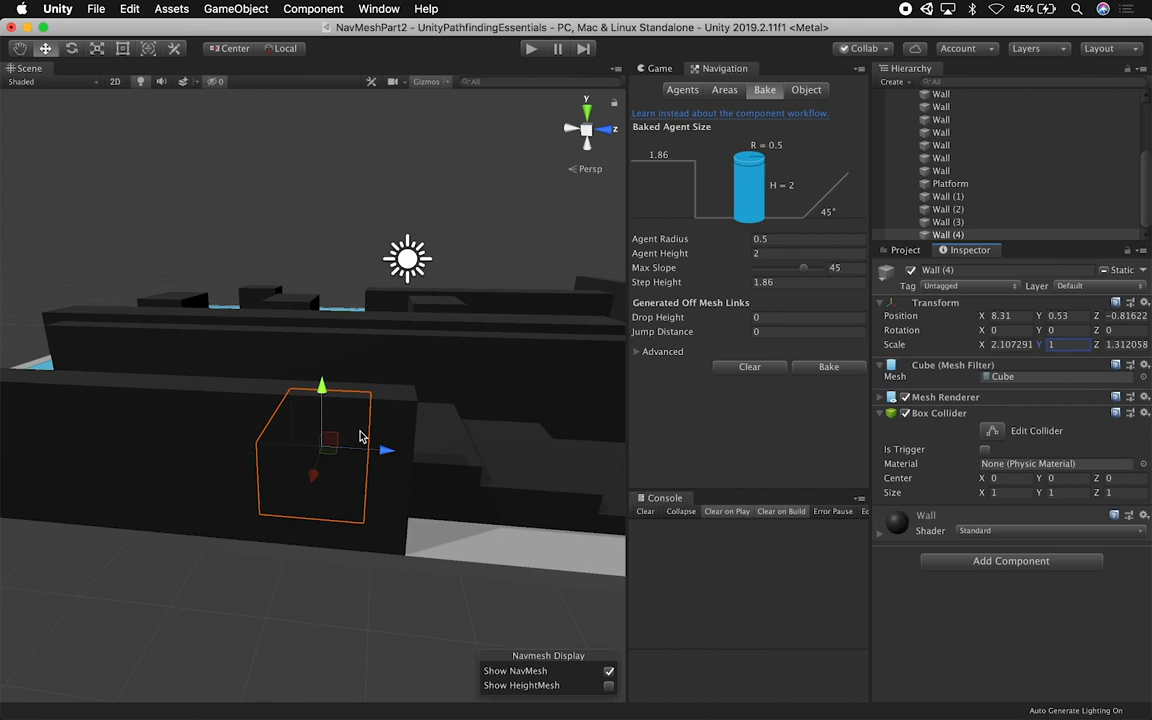 Unity File Edit Assets GameObject Component Window Help 45%
NavMeshPart2 - UnityPathfindingEssentials - PC, Mac & Linux Standalone - Unity 2019.2.11f1 <Metal>
Center Local Collab Account Layers Layout
Scene
Shaded 2D 0 Gizmos All
y
z
Persp
Navmesh Display
Show NavMesh
Show HeightMesh
Game Navigation
Agents Areas Bake Object
Learn instead about the component workflow.
Baked Agent Size
R = 0.5
1.86
H = 2
45°
Agent Radius 0.5
Agent Height 2
Max Slope 45
Step Height 1.86
Generated Off Mesh Links
Drop Height 0
Jump Distance 0
Advanced
Clear Bake
Console
Clear Collapse Clear on Play Clear on Build Error Pause Ec
Hierarchy
Create All
Wall
Wall
Wall
Wall
Wall
Wall
Wall
Platform
Wall (1)
Wall (2)
Wall (3)
Wall (4)
Project Inspector
Wall (4) Static
Tag Untagged Layer Default
Transform
Position X 8.31 Y 0.53 Z -0.81622
Rotation X 0 Y 0 Z 0
Scale X 2.107291 Y 1 Z 1.312058
Cube (Mesh Filter)
Mesh Cube
Mesh Renderer
Box Collider
Edit Collider
Is Trigger
Material None (Physic Material)
Center X 0 Y 0 Z 0
Size X 1 Y 1 Z 1
Wall
Shader Standard
Add Component
Auto Generate Lighting On